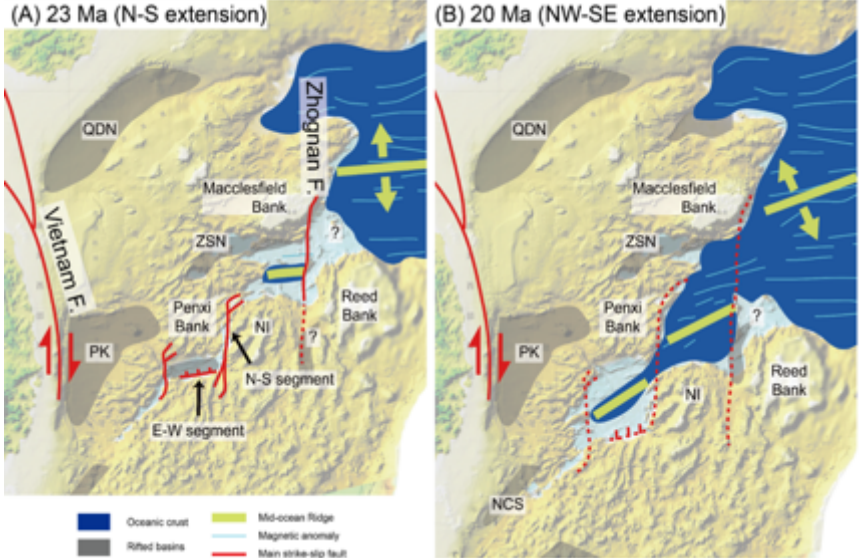 (A) 23 Ma (N-S extension)
QDN
Zhognan F.
Macclesfield
Bank
ZSN
?
Vietnam F.
Penxi
Bank
NI
Reed
Bank
?
PK
N-S segment
E-W segment
(B) 20 Ma (NW-SE extension)
QDN
Macclesfield
Bank
ZSN
Penxi
Bank
?
PK
NI
Reed
Bank
NCS
Oceanic crust
Rifted basins
Mid-ocean Ridge
Magnetic anomaly
Main strike-slip fault